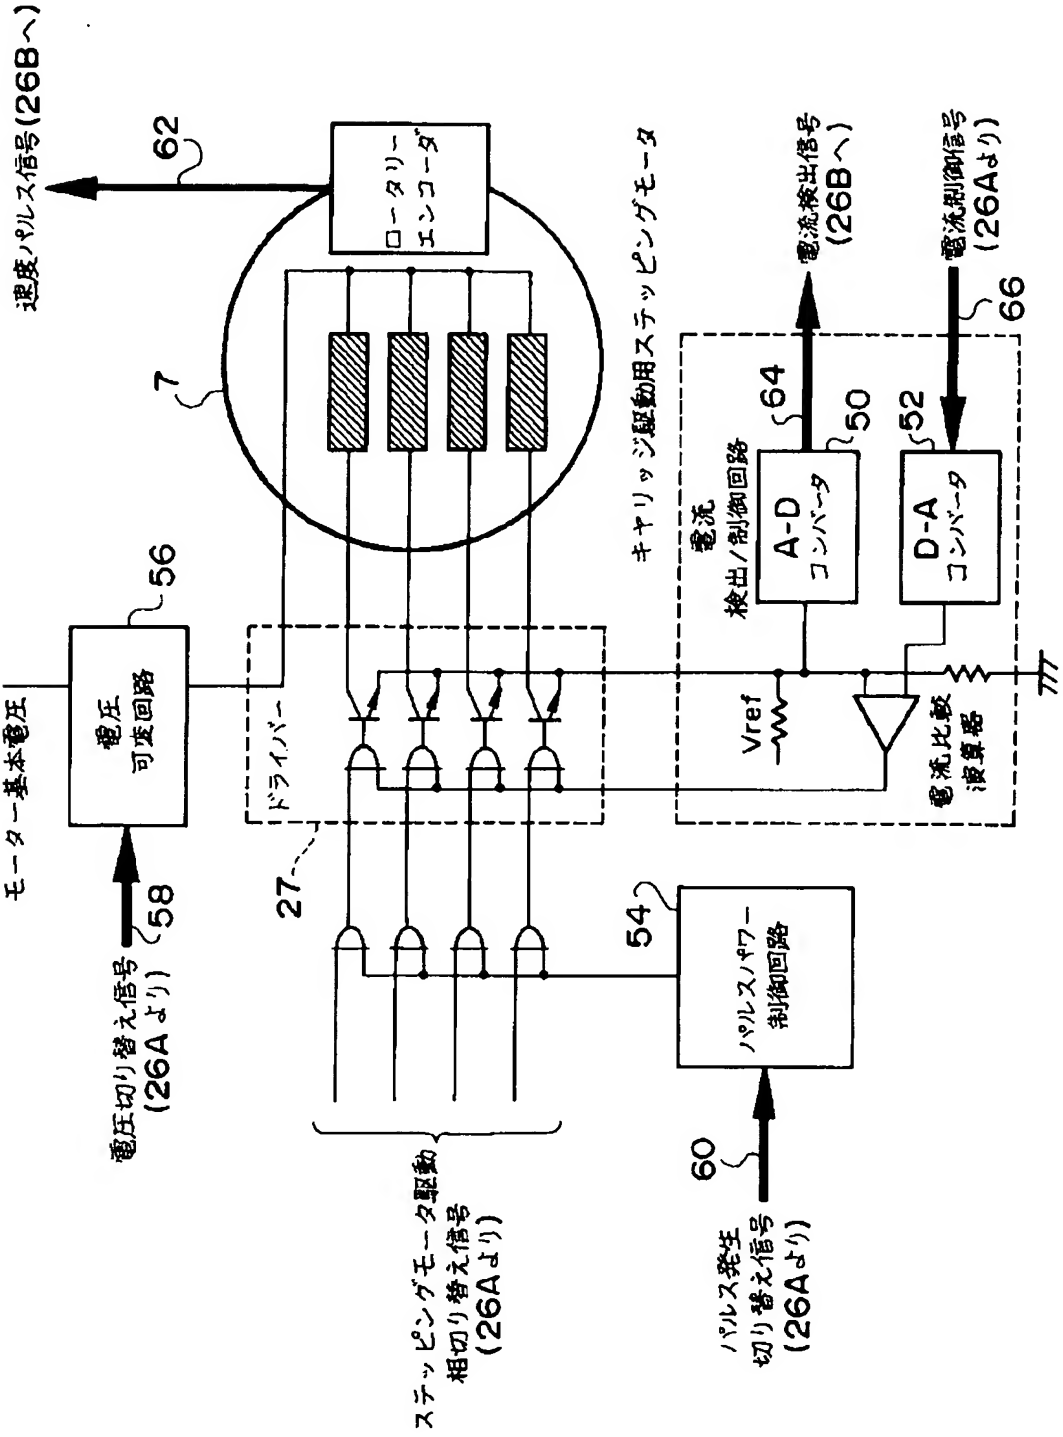 モーター基本電圧
電圧切り替え信号
(26Aより)
58
電圧
可変回路
56
速度パルス信号(26Bへ)
62
7
ロータリー
エンコーダ
キャリッジ駆動用ステッピングモータ
ドライバー
27
ステッピングモータ駆動
相切り替え信号
(26Aより)
パルス発生
切り替え信号
(26Aより)
60
54
パルスパワー
制御回路
電流
検出/制御回路
Vref
電流比較
演算器
A-D
コンバータ
50
64
電流検出信号
(26Bへ)
D-A
コンバータ
52
66
電流制御信号
(26Aより)